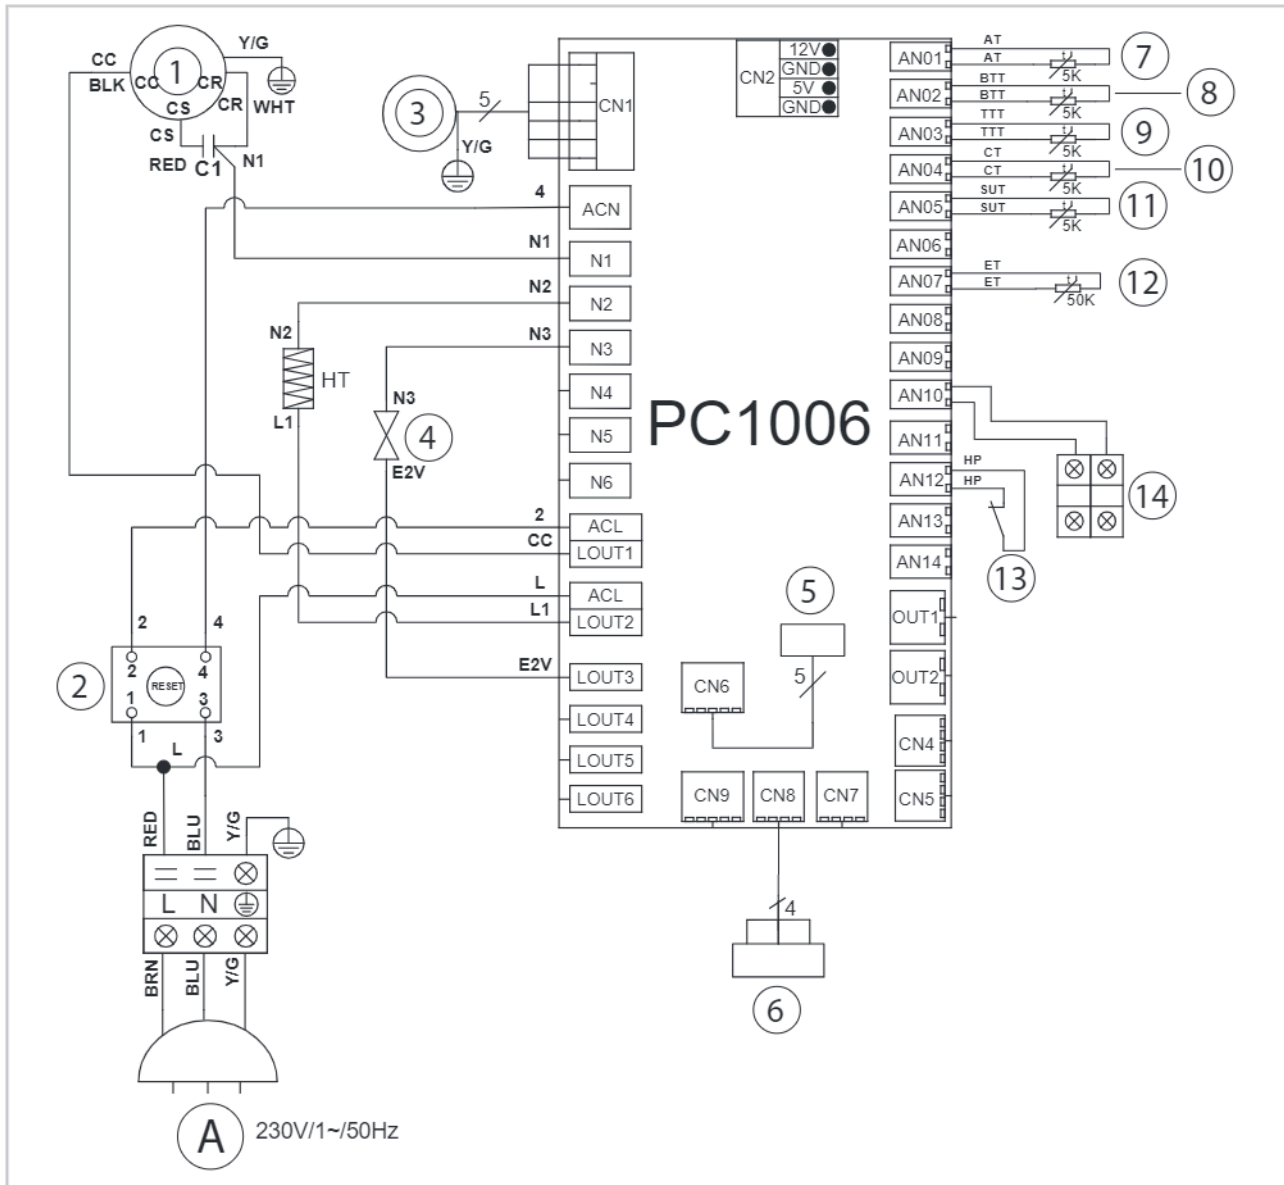 CC
BLK
CC
1
CR
CS
Y/G
WHT
CR
CS
RED
C1
N1
3
5
Y/G
CN1
CN2
12V
GND
5V
GND
4
ACN
N1
N1
N2
N2
N3
N3
N4
N5
N6
N2
HT
L1
N3
4
E2V
2
ACL
CC
LOUT1
L
ACL
L1
LOUT2
E2V
LOUT3
LOUT4
LOUT5
LOUT6
PC1006
AN01
AT
AT
5K
7
AN02
BTT
BTT
5K
8
AN03
TTT
TTT
5K
9
AN04
CT
CT
5K
10
AN05
SUT
SUT
5K
11
AN06
AN07
ET
ET
50K
12
AN08
AN09
AN10
AN11
AN12
HP
HP
AN13
AN14
13
14
OUT1
OUT2
CN4
CN5
5
5
CN6
CN9
CN8
CN7
4
6
2
4
2
2
4
RESET
1
3
1
L
3
RED
BLU
Y/G
L
N
BRN
BLU
Y/G
A
230V/1~/50Hz